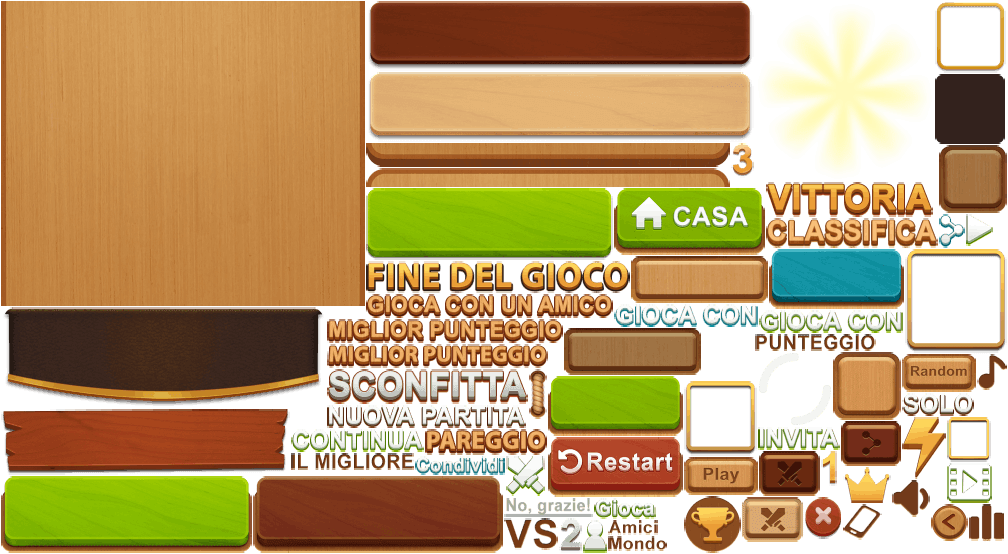 3
CASA
VITTORIA
CLASSIFICA
FINE DEL GIOCO
GIOCA CON UN AMICO
GIOCA CON
GIOCA CON
MIGLIOR PUNTEGGIO
PUNTEGGIO
MIGLIOR PUNTEGGIO
Random
SCONFITTA
SOLO
NUOVA PARTITA
CONTINUA
PAREGGIO
INVITA
IL MIGLIORE
Condividi
Restart
Play
1
No, grazie!
Gioca
VS
2
Amici
Mondo